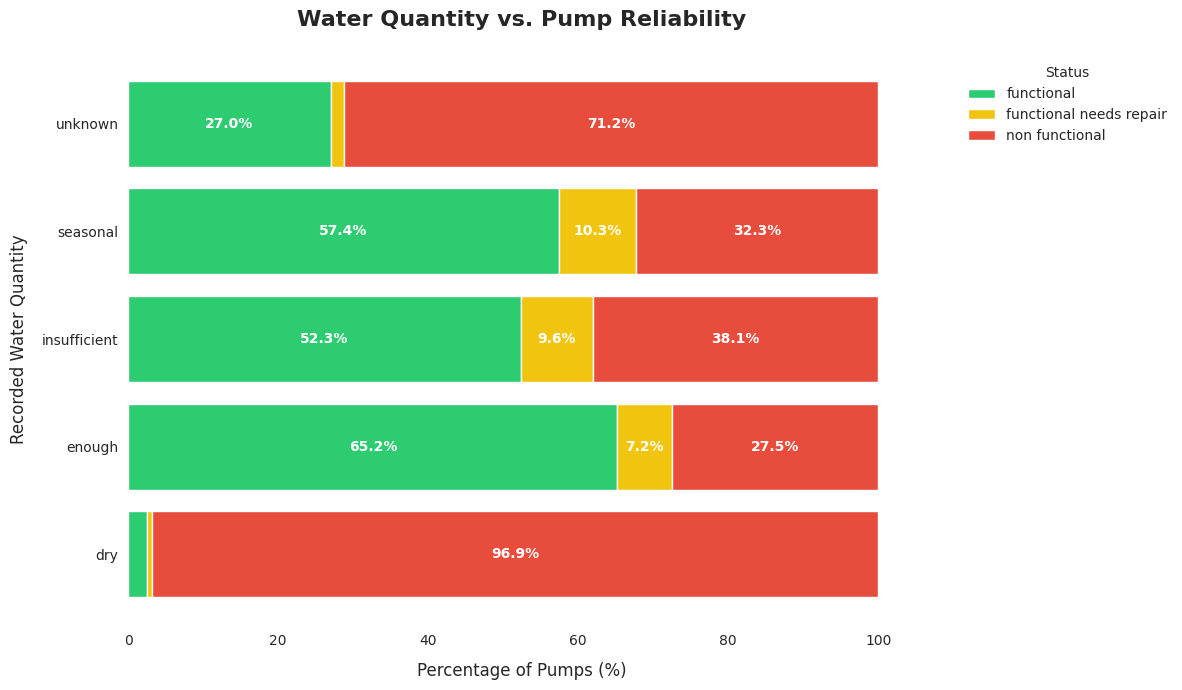 Water Quantity vs. Pump Reliability
Status
functional
functional needs repair
non functional
Recorded Water Quantity
unknown
27.0%
71.2%
seasonal
57.4%
10.3%
32.3%
insufficient
52.3%
9.6%
38.1%
enough
65.2%
7.2%
27.5%
dry
96.9%
0 20 40 60 80 100
Percentage of Pumps (%)